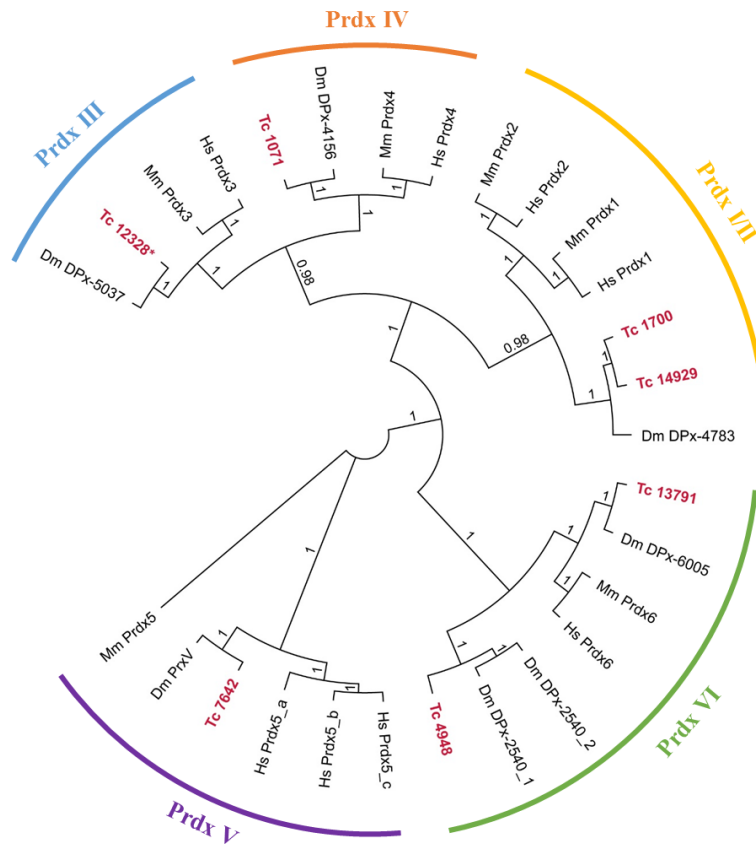 Prdx IV
Prdx III
Prdx I/II
Prdx VI
Prdx V
Dm DPx-5037
Tc 12328*
Mm Prdx3
Hs Prdx3
Tc 1071
Dm DPx-4156
Mm Prdx4
Hs Prdx4
Mm Prdx2
Hs Prdx2
Mm Prdx1
Hs Prdx1
Tc 1700
Tc 14929
Dm DPx-4783
Tc 13791
Dm DPx-6005
Mm Prdx6
Hs Prdx6
Dm DPx-2540_2
Dm DPx-2540_1
Tc 4948
Hs Prdx5_c
Hs Prdx5_b
Hs Prdx5_a
Tc 7642
Dm PrxV
Mm Prdx5
1
1
1
1
1
1
0.98
1
1
1
1
1
0.98
1
1
1
1
1
1
1
1
1
1
1
1